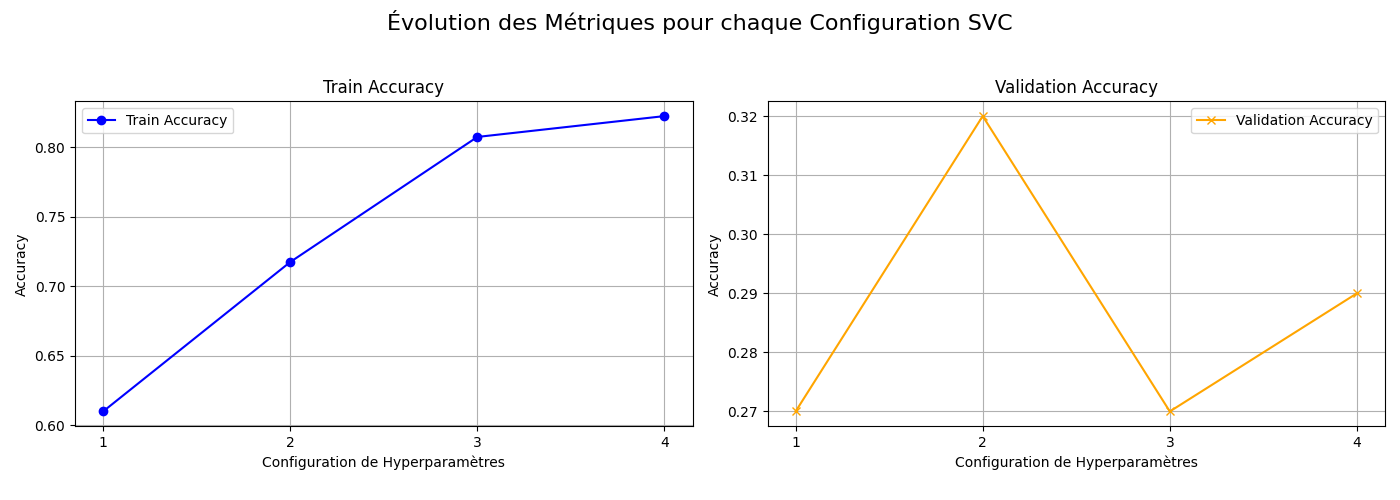 Évolution des Métriques pour chaque Configuration SVC
Train Accuracy
Train Accuracy
0.80
0.75
0.70
0.65
0.60
Accuracy
1 2 3 4
Configuration de Hyperparamètres
Validation Accuracy
Validation Accuracy
0.32
0.31
0.30
0.29
0.28
0.27
Accuracy
1 2 3 4
Configuration de Hyperparamètres